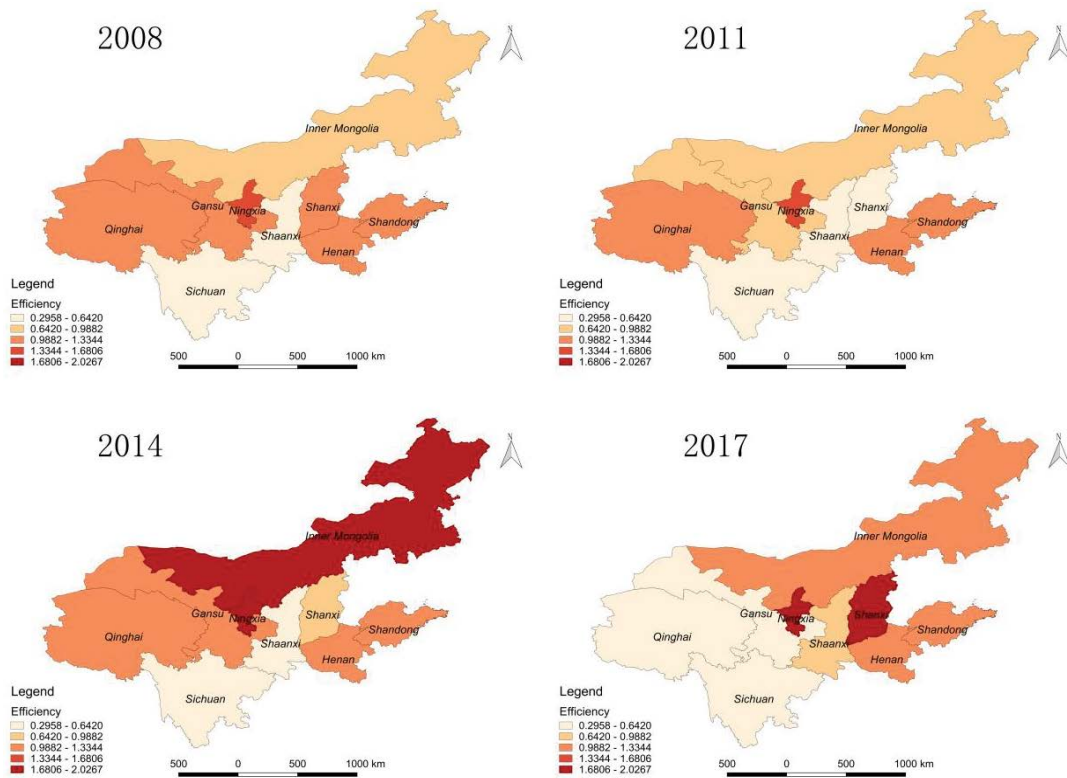 2008
N
Inner Mongolia
Gansu
Ningxia
Shanxi
Shandong
Qinghai
Shaanxi
Henan
Sichuan
Legend
Efficiency
0.2958 - 0.6420
0.6420 - 0.9882
0.9882 - 1.3344
1.3344 - 1.6806
1.6806 - 2.0267
500 0 500 1000 km
2011
N
Inner Mongolia
Gansu
Ningxia
Shanxi
Shandong
Qinghai
Shaanxi
Henan
Sichuan
Legend
Efficiency
0.2958 - 0.6420
0.6420 - 0.9882
0.9882 - 1.3344
1.3344 - 1.6806
1.6806 - 2.0267
500 0 500 1000 km
2014
N
Inner Mongolia
Gansu
Ningxia
Shanxi
Shandong
Qinghai
Shaanxi
Henan
Sichuan
Legend
Efficiency
0.2958 - 0.6420
0.6420 - 0.9882
0.9882 - 1.3344
1.3344 - 1.6806
1.6806 - 2.0267
500 0 500 1000 km
2017
N
Inner Mongolia
Gansu
Ningxia
Shanxi
Shandong
Qinghai
Shaanxi
Henan
Sichuan
Legend
Efficiency
0.2958 - 0.6420
0.6420 - 0.9882
0.9882 - 1.3344
1.3344 - 1.6806
1.6806 - 2.0267
500 0 500 1000 km